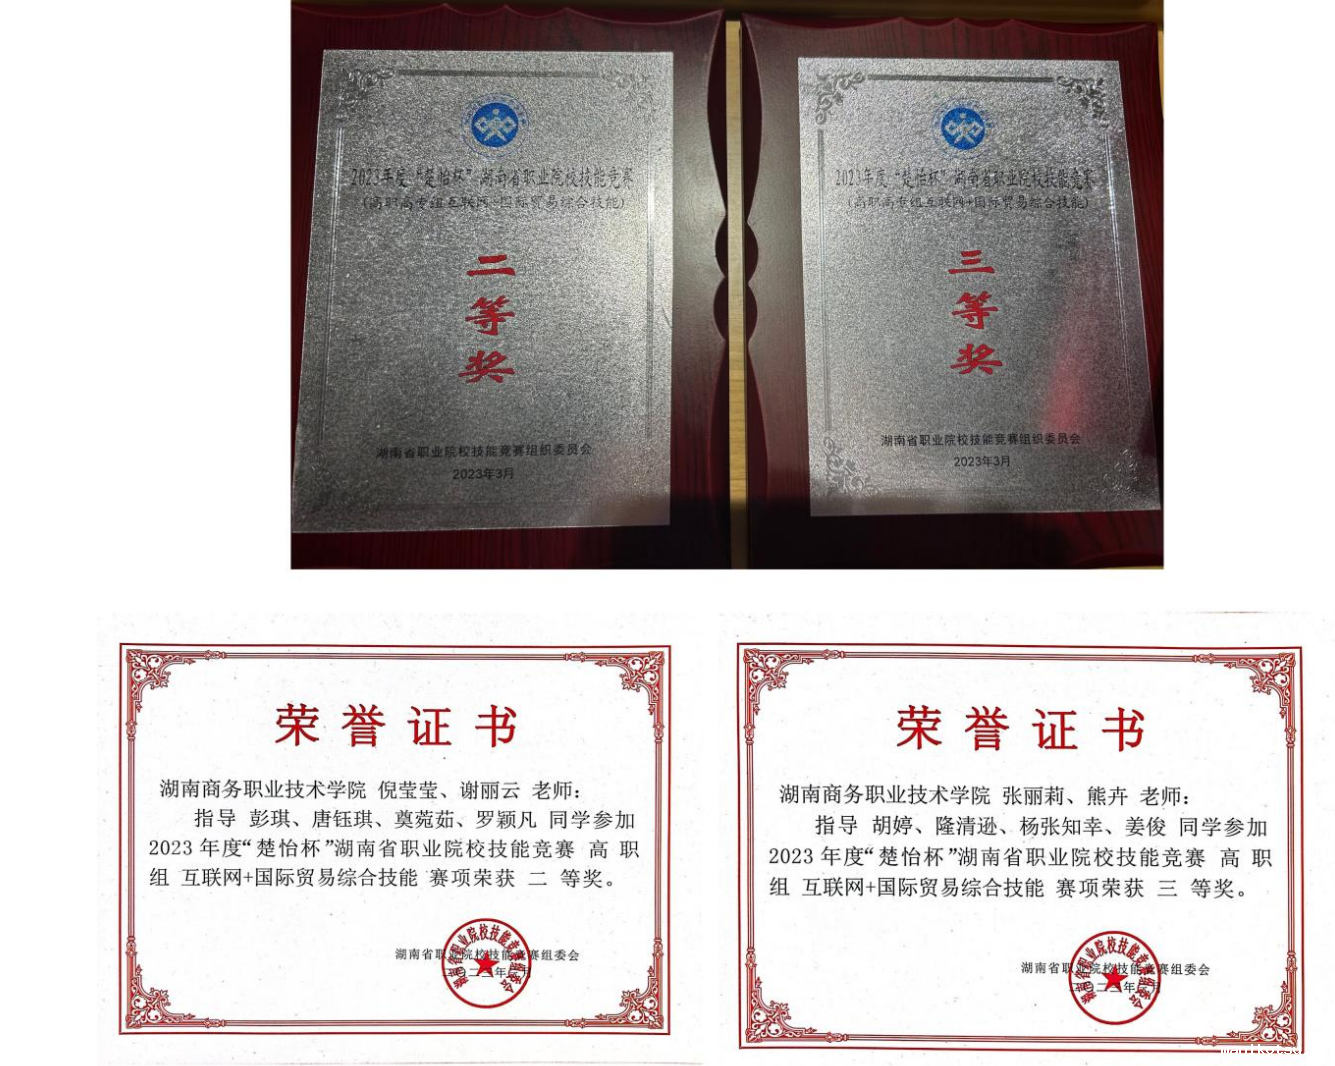 2023年度“楚怡杯”湖南省职业院校技能竞赛
(高职高专组互联网+国际贸易综合技能)
二
等
奖
湖南省职业院校技能竞赛组织委员会
2023年3月
2023年度“楚怡杯”湖南省职业院校技能竞赛
(高职高专组互联网+国际贸易综合技能)
三
等
奖
湖南省职业院校技能竞赛组织委员会
2023年3月
荣誉证书
湖南商务职业技术学院 倪莹莹、谢丽云 老师：
指导 彭琪、唐钰琪、莫菀茹、罗颖凡 同学参加
2023 年度“楚怡杯”湖南省职业院校技能竞赛 高 职
组 互联网+国际贸易综合技能 赛项荣获 二 等奖。
湖南省职业院校技能竞赛组委会
荣誉证书
湖南商务职业技术学院 张丽莉、熊卉 老师：
指导 胡婷、隆清逊、杨张知幸、姜俊 同学参加
2023 年度“楚怡杯”湖南省职业院校技能竞赛 高 职
组 互联网+国际贸易综合技能 赛项荣获 三 等奖。
湖南省职业院校技能竞赛组委会